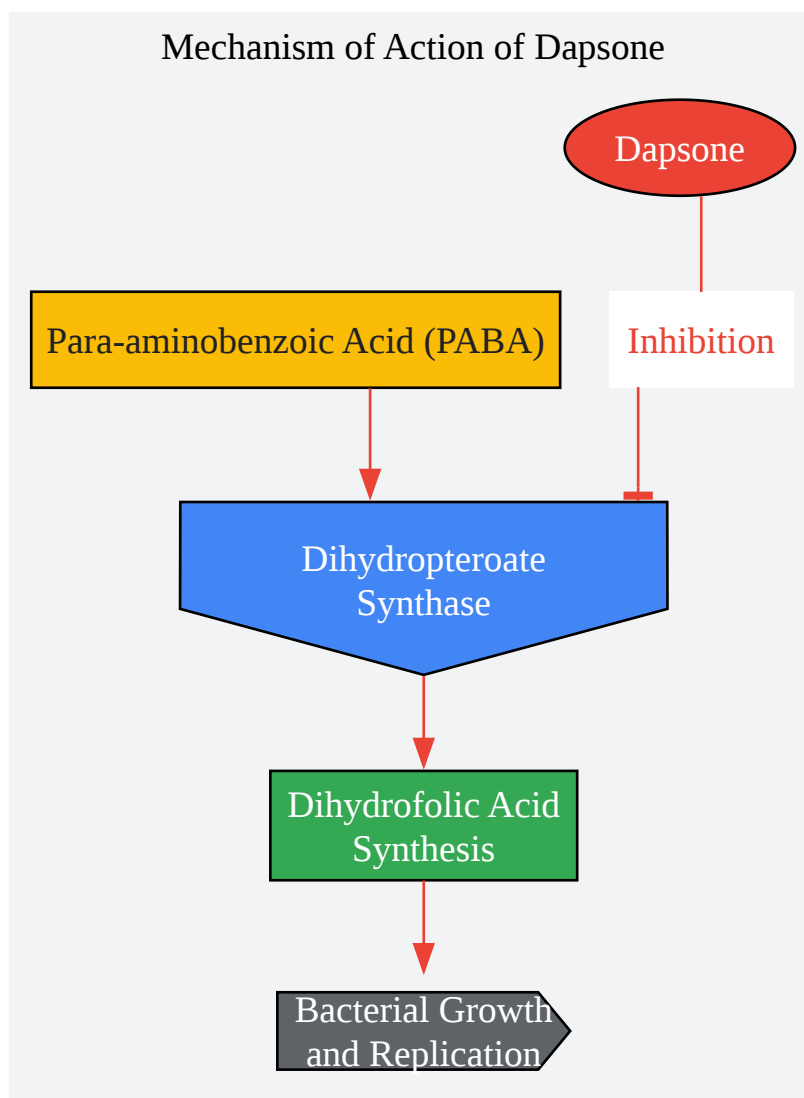 Mechanism of Action of Dapsone
Dapsone
Para-aminobenzoic Acid (PABA)
Inhibition
Dihydropteroate
Synthase
Dihydrofolic Acid
Synthesis
Bacterial Growth
and Replication